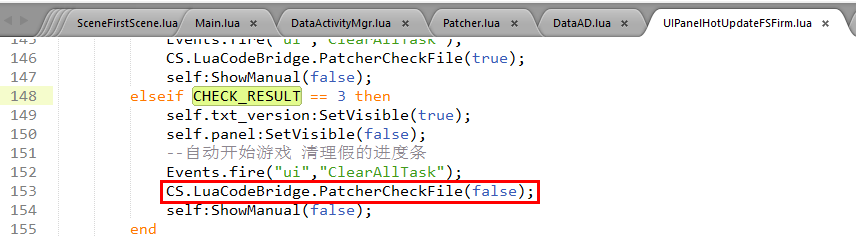 SceneFirstScene.lua Main.lua × DataActivityMgr.lua × Patcher.lua × DataAD.lua × UIPanelHotUpdateFSFirm.lua ×
145 Events.fire("ui","ClearAllTask");
146 CS.LuaCodeBridge.PatcherCheckFile(true);
147 self:ShowManual(false);
148 elseif CHECK_RESULT == 3 then
149 self.txt_version:SetVisible(true);
150 self.panel:SetVisible(false);
151 --自动开始游戏 清理假的进度条
152 Events.fire("ui","ClearAllTask");
153 CS.LuaCodeBridge.PatcherCheckFile(false);
154 self:ShowManual(false);
155 end